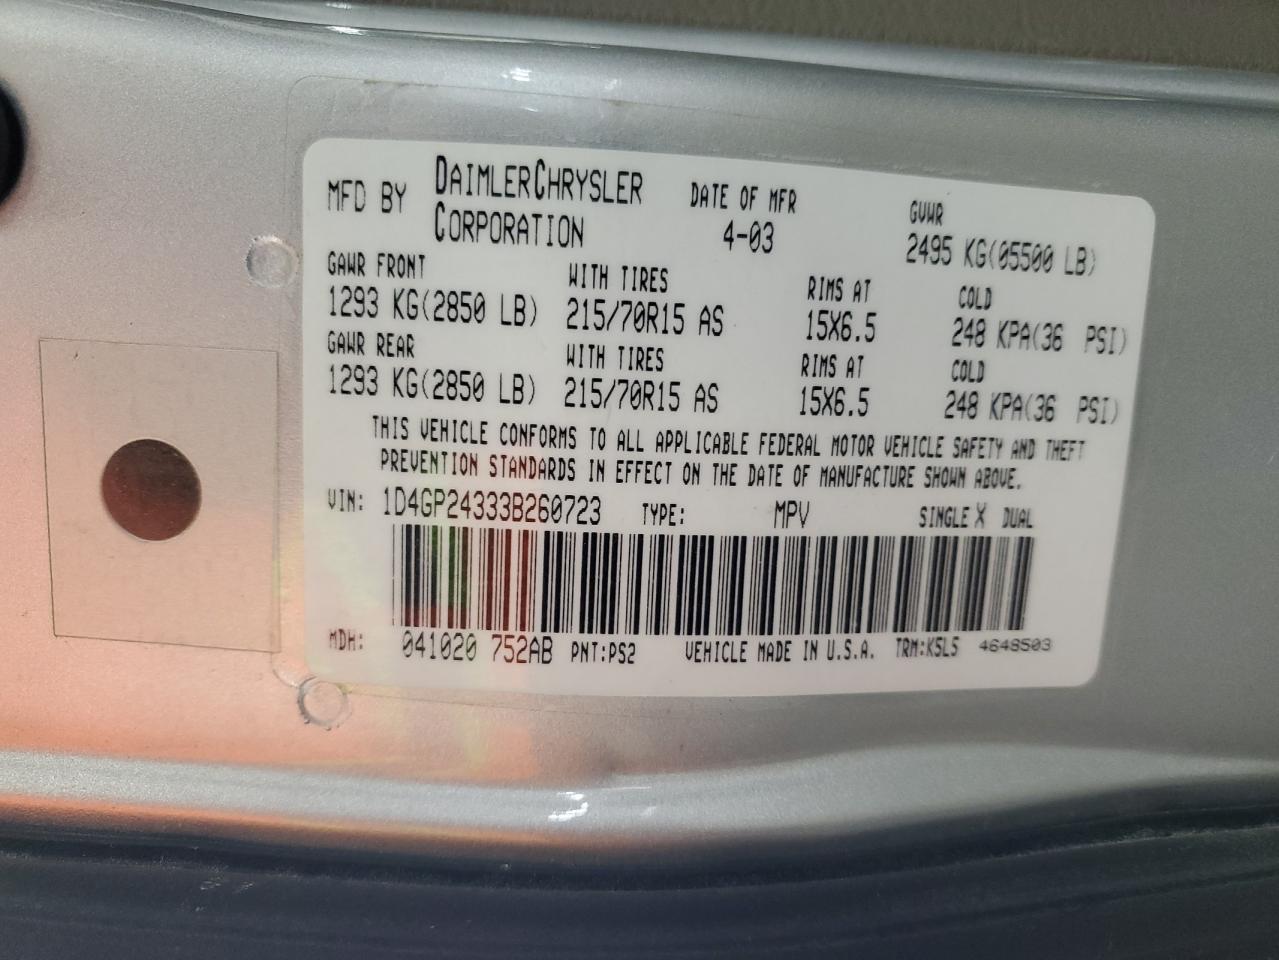 MFD BY DAIMLERCHRYSLER CORPORATION DATE OF MFR 4-03 GVWR 2495 KG(05500 LB)
GAWR FRONT WITH TIRES RIMS AT COLD
1293 KG(2850 LB) 215/70R15 AS 15X6.5 248 KPA(36 PSI)
GAWR REAR WITH TIRES RIMS AT COLD
1293 KG(2850 LB) 215/70R15 AS 15X6.5 248 KPA(36 PSI)
THIS VEHICLE CONFORMS TO ALL APPLICABLE FEDERAL MOTOR VEHICLE SAFETY AND THEFT
PREVENTION STANDARDS IN EFFECT ON THE DATE OF MANUFACTURE SHOWN ABOVE.
VIN: 1D4GP24333B260723 TYPE: MPV SINGLE X DUAL
MDH: 041020 752AB PNT:PS2 VEHICLE MADE IN U.S.A. TRM:K5L5 4648503